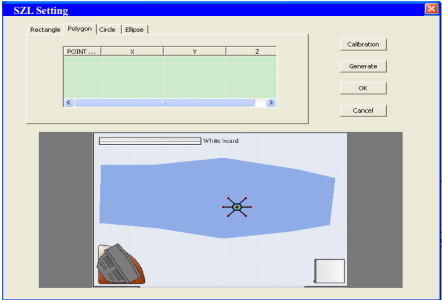 SZL Setting
Rectangle Polygon Circle Ellipse
POINT ... X Y Z
Calibration
Generate
OK
Cancel
White board